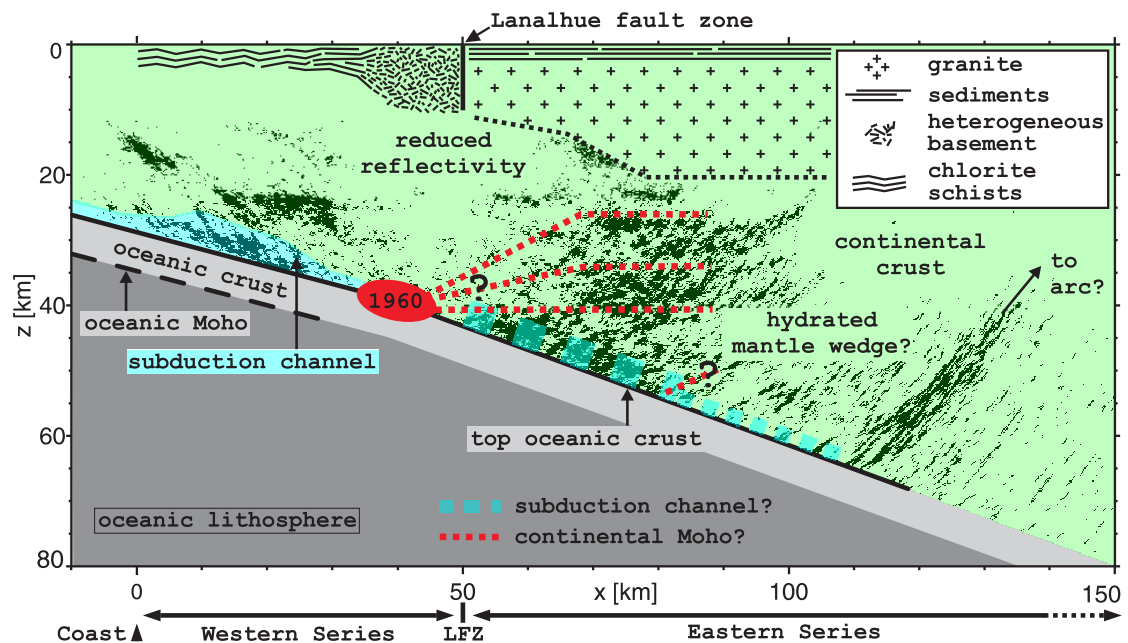 Lanalhue fault zone
0
20
40
60
80
z [km]
granite
sediments
heterogeneous
basement
chlorite
schists
reduced
reflectivity
continental
crust
to
arc?
oceanic crust
1960
?
oceanic Moho
hydrated
mantle wedge?
subduction channel
?
top oceanic crust
subduction channel?
oceanic lithosphere
continental Moho?
0
50
x [km]
100
150
Coast
Western Series
LFZ
Eastern Series